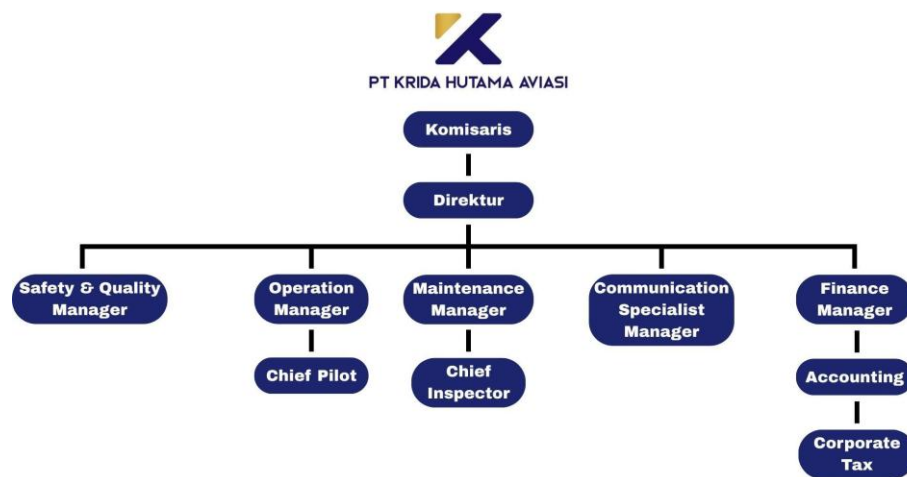 PT KRIDA HUTAMA AVIASI
Komisaris
Direktur
Safety & Quality
Manager
Operation
Manager
Maintenance
Manager
Communication
Specialist
Manager
Finance
Manager
Chief Pilot
Chief
Inspector
Accounting
Corporate
Tax